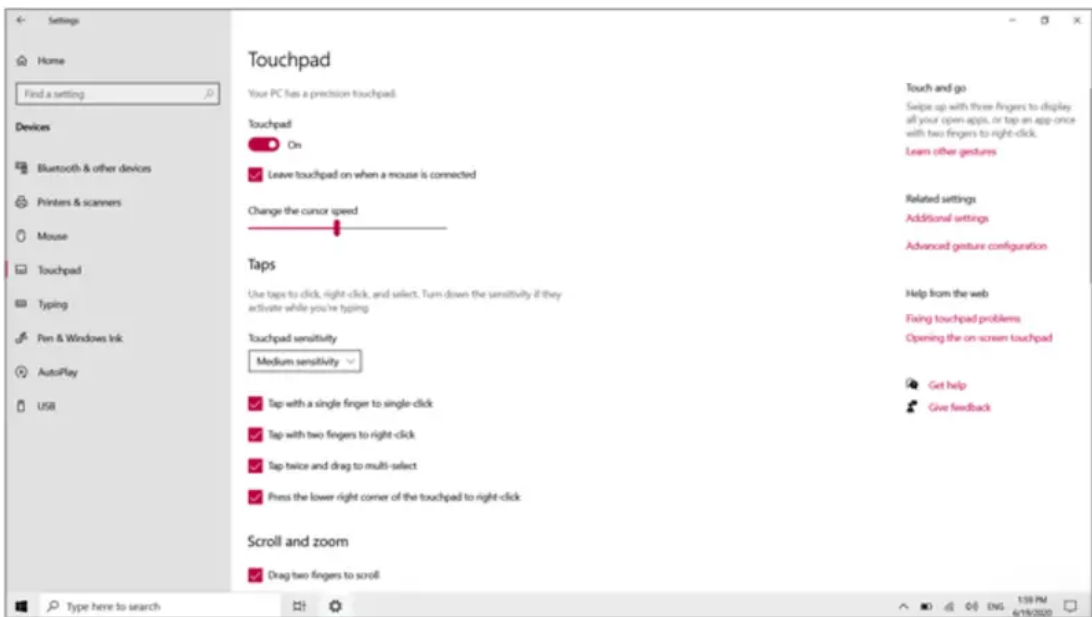 Settings
Home
Find a setting
Devices
Bluetooth & other devices
Printers & scanners
Mouse
Touchpad
Typing
Pen & Windows Ink
AutoPlay
USB
Touchpad
Your PC has a precision touchpad.
Touchpad
On
Leave touchpad on when a mouse is connected
Change the cursor speed
Taps
Use taps to click, right-click, and select. Turn down the sensitivity if they
activate while you're typing
Touchpad sensitivity
Medium sensitivity
Tap with a single finger to single-click
Tap with two fingers to right-click
Tap twice and drag to multi-select
Press the lower right corner of the touchpad to right-click
Scroll and zoom
Drag two fingers to scroll
Touch and go
Swipe up with three fingers to display
all your open apps, or tap an app once
with two fingers to right-click.
Learn other gestures
Related settings
Additional settings
Advanced gesture configuration
Help from the web
Fixing touchpad problems
Opening the on-screen touchpad
Get help
Give feedback
Type here to search
ENG
1:59 PM
6/19/2020